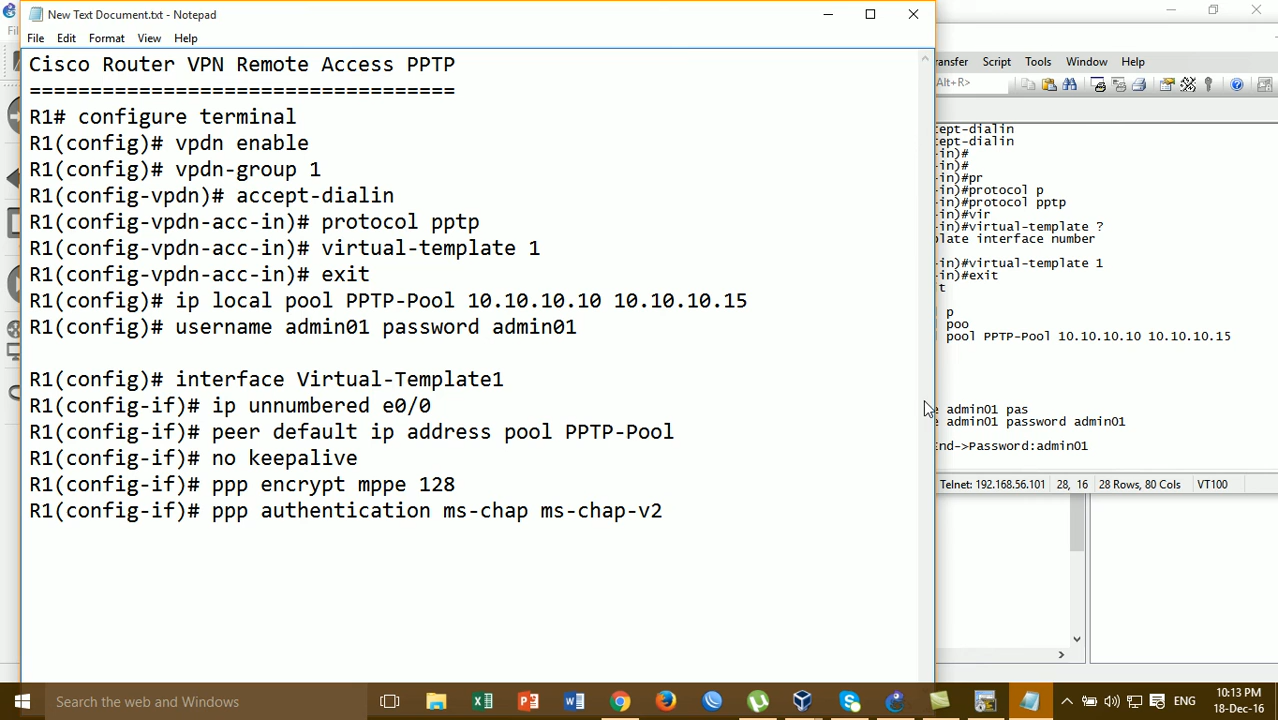 New Text Document.txt - Notepad
File Edit Format View Help
Cisco Router VPN Remote Access PPTP
===================================
R1# configure terminal
R1(config)# vpdn enable
R1(config)# vpdn-group 1
R1(config-vpdn)# accept-dialin
R1(config-vpdn-acc-in)# protocol pptp
R1(config-vpdn-acc-in)# virtual-template 1
R1(config-vpdn-acc-in)# exit
R1(config)# ip local pool PPTP-Pool 10.10.10.10 10.10.10.15
R1(config)# username admin01 password admin01
R1(config)# interface Virtual-Template1
R1(config-if)# ip unnumbered e0/0
R1(config-if)# peer default ip address pool PPTP-Pool
R1(config-if)# no keepalive
R1(config-if)# ppp encrypt mppe 128
R1(config-if)# ppp authentication ms-chap ms-chap-v2
ansfer Script Tools Window Help
Alt+R>
ept-dialin
ept-dialin
-in)#
-in)#
-in)#pr
-in)#protocol p
-in)#protocol pptp
-in)#vir
-in)#virtual-template ?
plate interface number
-in)#virtual-template 1
-in)#exit
it
p
poo
pool PPTP-Pool 10.10.10.10 10.10.10.15
e admin01 pas
e admin01 password admin01
End->Password:admin01
Telnet: 192.168.56.101 28, 16 28 Rows, 80 Cols VT100
Search the web and Windows
ENG
10:13 PM
18-Dec-16